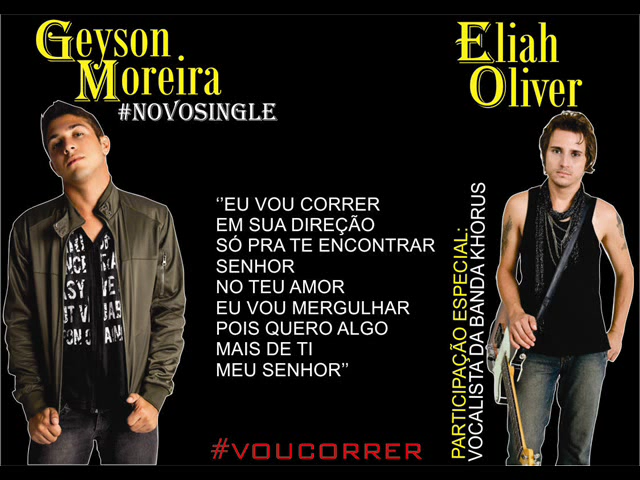 Geyson
Moreira
#NOVOSINGLE
Eliah
Oliver
‘’EU VOU CORRER
EM SUA DIREÇÃO
SÓ PRA TE ENCONTRAR
SENHOR
NO TEU AMOR
EU VOU MERGULHAR
POIS QUERO ALGO
MAIS DE TI
MEU SENHOR’’
PARTICIPAÇÃO ESPECIAL:
VOCALISTA DA BANDA KHORUS
#VOUCORRER